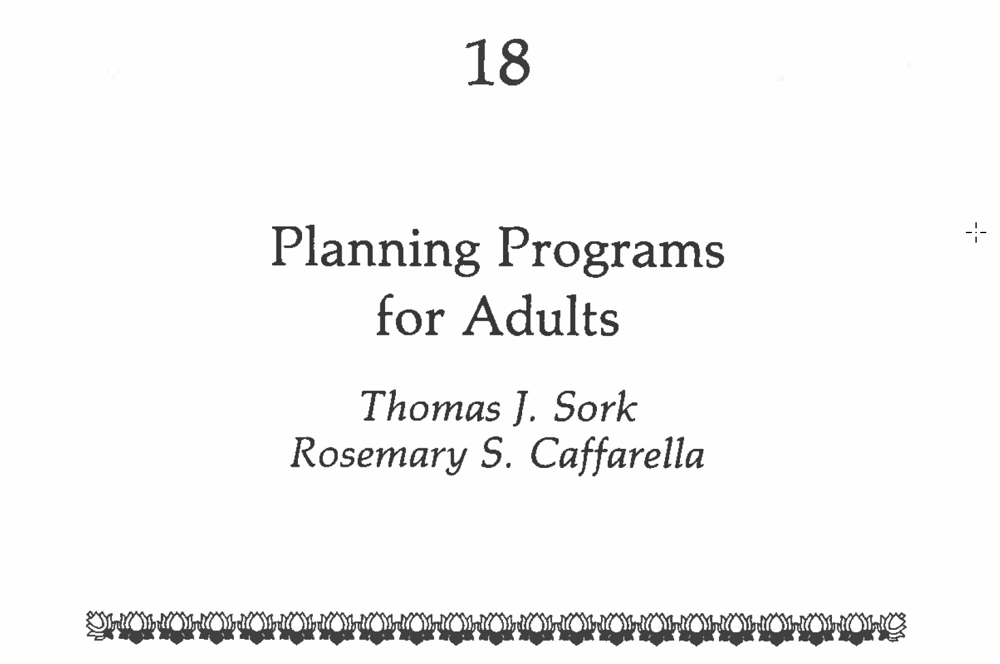 18
Planning Programs
for Adults
Thomas J. Sork
Rosemary S. Caffarella